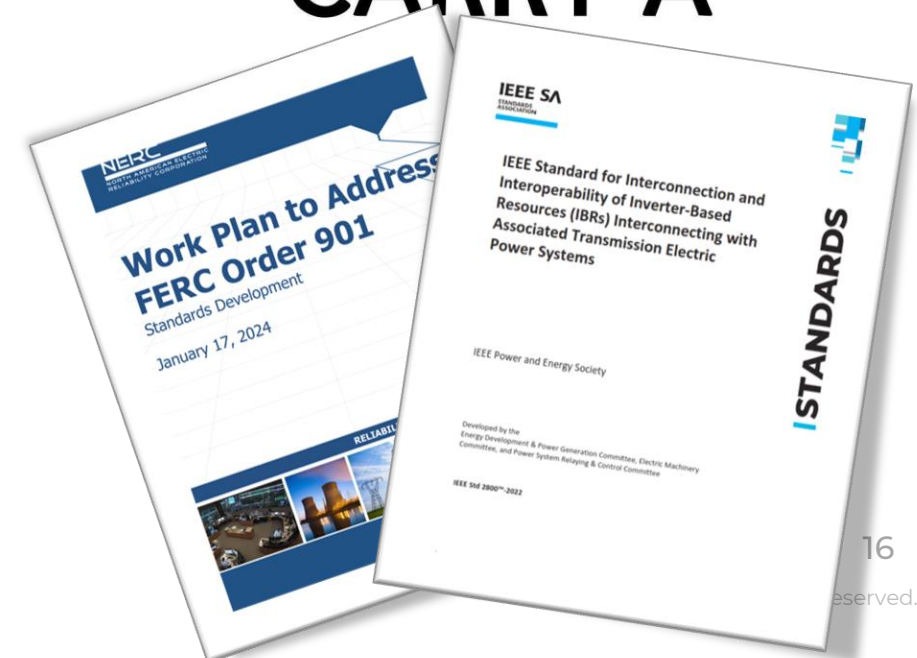 CARRY A
NERC
NORTH AMERICAN ELECTRIC
RELIABILITY CORPORATION
Work Plan to Address
FERC Order 901
Standards Development
January 17, 2024
RELIABIL
IEEE SA
STANDARDS
ASSOCIATION
IEEE Standard for Interconnection and
Interoperability of Inverter-Based
Resources (IBRs) Interconnecting with
Associated Transmission Electric
Power Systems
IEEE Power and Energy Society
Developed by the
Energy Development & Power Generation Committee, Electric Machinery
Committee, and Power System Relaying & Control Committee
IEEE Std 2800™-2022
STANDARDS
16
eserved.